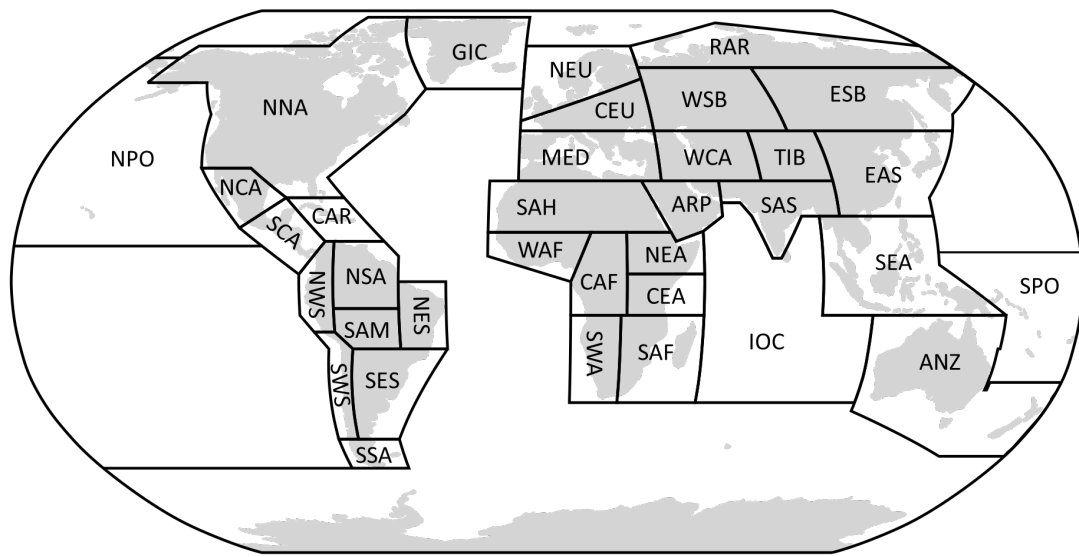 GIC
RAR
NEU
NNA
WSB
ESB
CEU
NPO
MED
WCA
TIB
EAS
NCA
SAH
ARP
SAS
CAR
SCA
WAF
NEA
SEA
NWS
NSA
CAF
CEA
SPO
NES
SAM
IOC
SWA
SAF
ANZ
SWS
SES
SSA